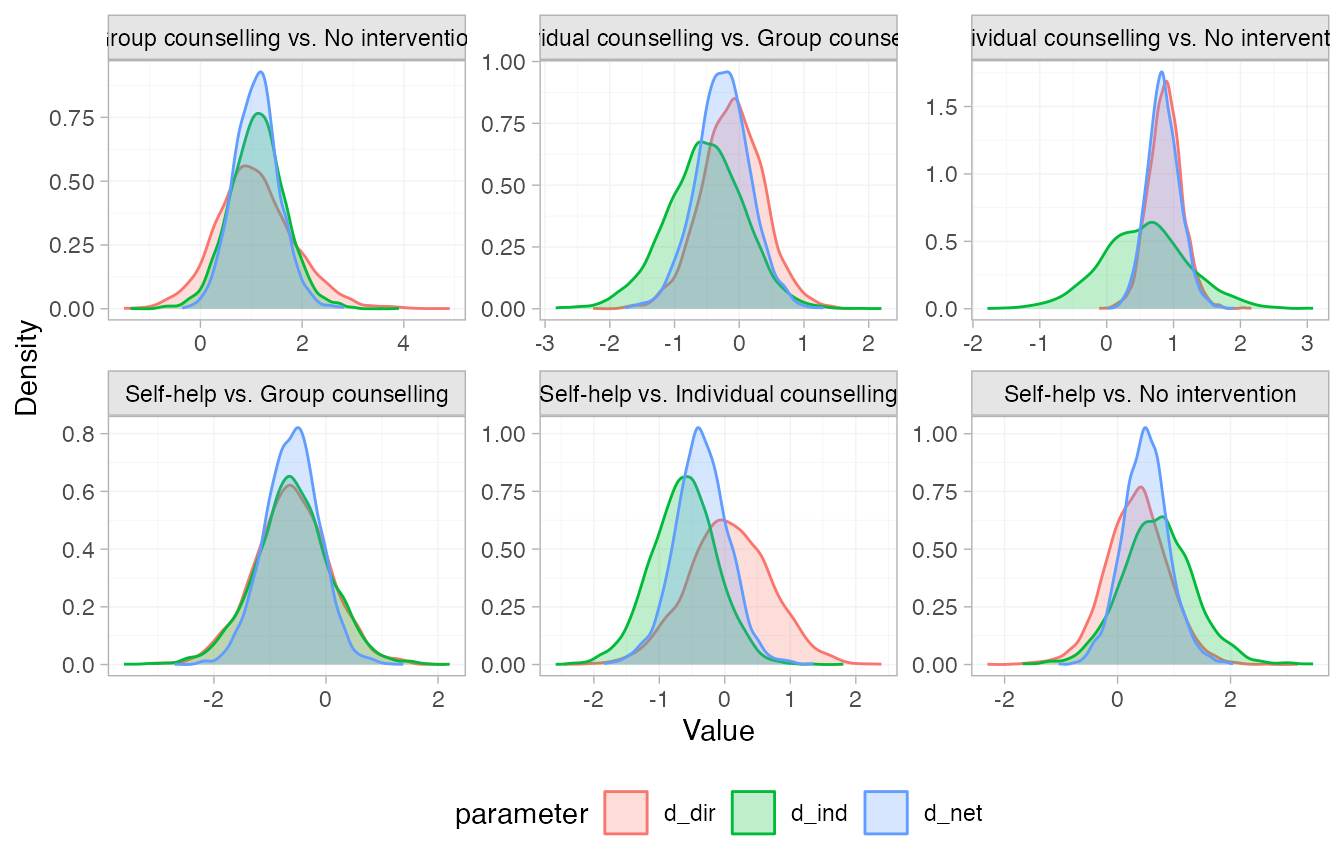 Group counselling vs. No intervention
vidual counselling vs. Group counse
ividual counselling vs. No intervent
1.00
0.75
0.50
0.25
0.00
0.75
0.50
0.25
0.00
1.5
1.0
0.5
0.0
0 2 4
-3 -2 -1 0 1 2
-2 -1 0 1 2 3
Density
Self-help vs. Group counselling
Self-help vs. Individual counselling
Self-help vs. No intervention
0.8
0.6
0.4
0.2
0.0
1.00
0.75
0.50
0.25
0.00
1.00
0.75
0.50
0.25
0.00
-2 0 2
-2 -1 0 1 2
-2 0 2
Value
parameter d_dir d_ind d_net